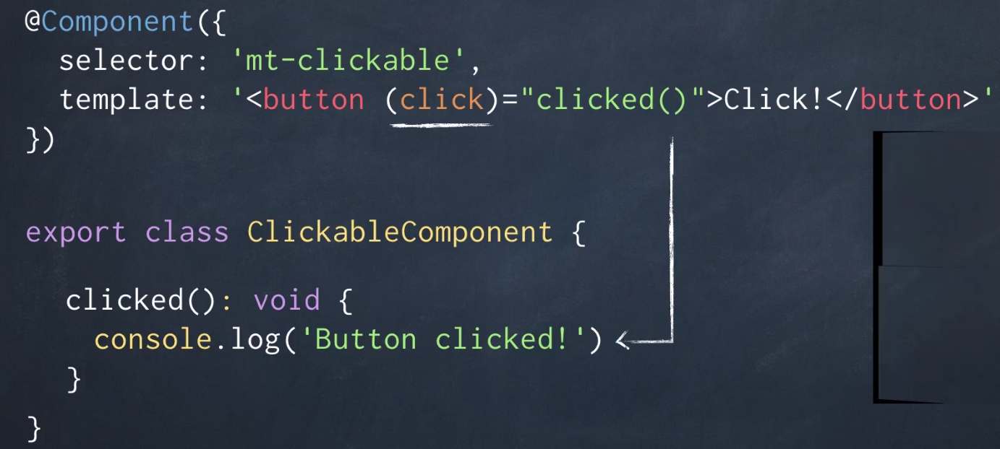 @Component({
selector: 'mt-clickable',
template: '<button (click)="clicked()">Click!</button>'
})
export class ClickableComponent {
clicked(): void {
console.log('Button clicked!')
}
}